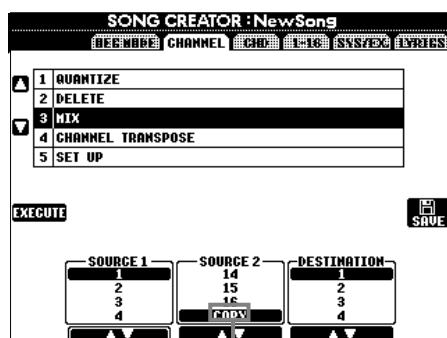 SONG CREATOR : NewSong
REC MODE CHANNEL CHD 1-16 SYS/EX. LYRICS
1 QUANTIZE
2 DELETE
3 MIX
4 CHANNEL TRANSPOSE
5 SET UP
EXECUTE
SAVE
SOURCE 1 SOURCE 2 DESTINATION
1 14 1
2 15 2
3 16 3
4 COPY 4